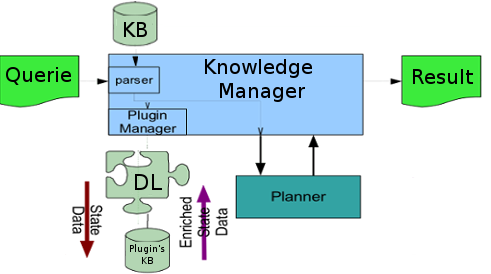 KB
Querie
parser
Knowledge
Manager
Result
Plugin
Manager
DL
State
Data
Enriched
State
Data
Planner
Plugin's
KB